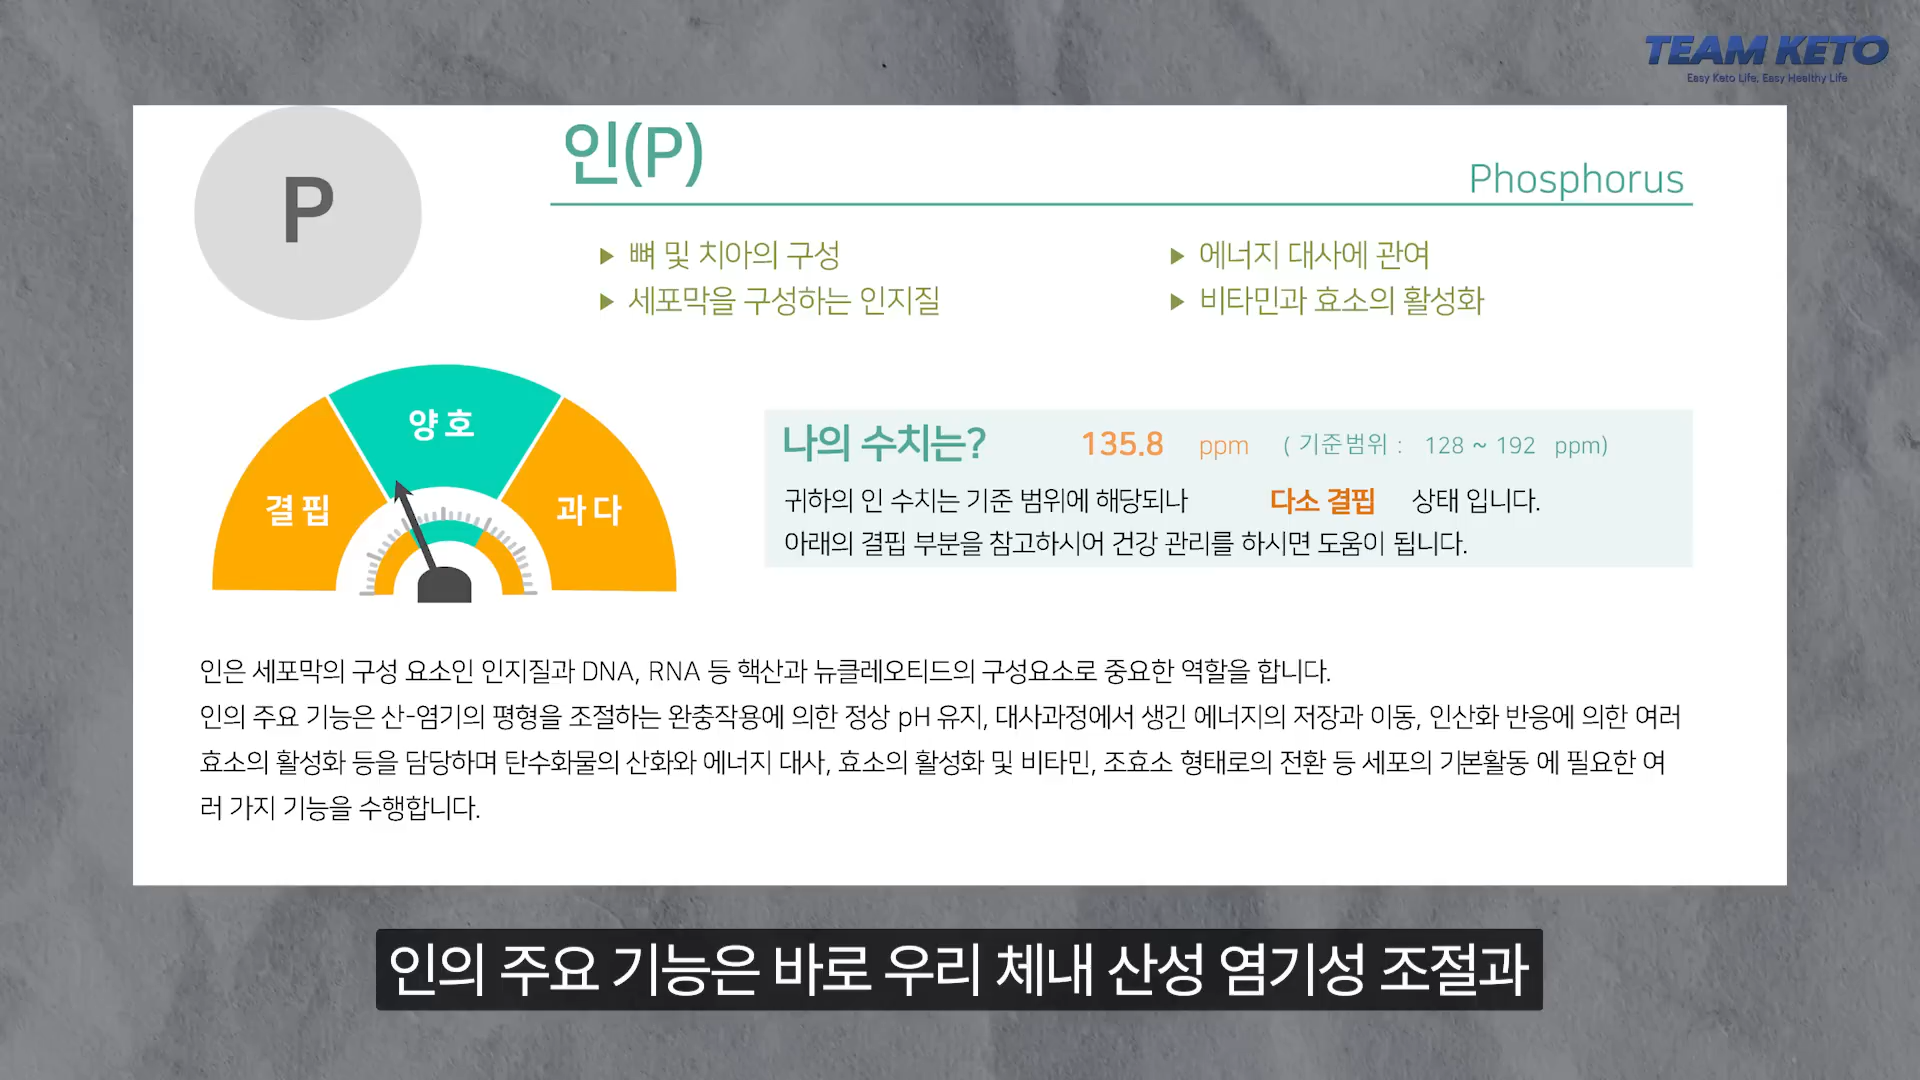 TEAM KETO
Easy Keto Life, Easy Healthy Life
P
인(P)
Phosphorus
▶ 뼈 및 치아의 구성
▶ 에너지 대사에 관여
▶ 세포막을 구성하는 인지질
▶ 비타민과 효소의 활성화
양호
결핍
과다
나의 수치는? 135.8 ppm ( 기준범위 : 128 ~ 192 ppm)
귀하의 인 수치는 기준 범위에 해당되나 다소 결핍 상태 입니다.
아래의 결핍 부분을 참고하시어 건강 관리를 하시면 도움이 됩니다.
인은 세포막의 구성 요소인 인지질과 DNA, RNA 등 핵산과 뉴클레오티드의 구성요소로 중요한 역할을 합니다.
인의 주요 기능은 산-염기의 평형을 조절하는 완충작용에 의한 정상 pH 유지, 대사과정에서 생긴 에너지의 저장과 이동, 인산화 반응에 의한 여러
효소의 활성화 등을 담당하며 탄수화물의 산화와 에너지 대사, 효소의 활성화 및 비타민, 조효소 형태로의 전환 등 세포의 기본활동 에 필요한 여
러 가지 기능을 수행합니다.
인의 주요 기능은 바로 우리 체내 산성 염기성 조절과